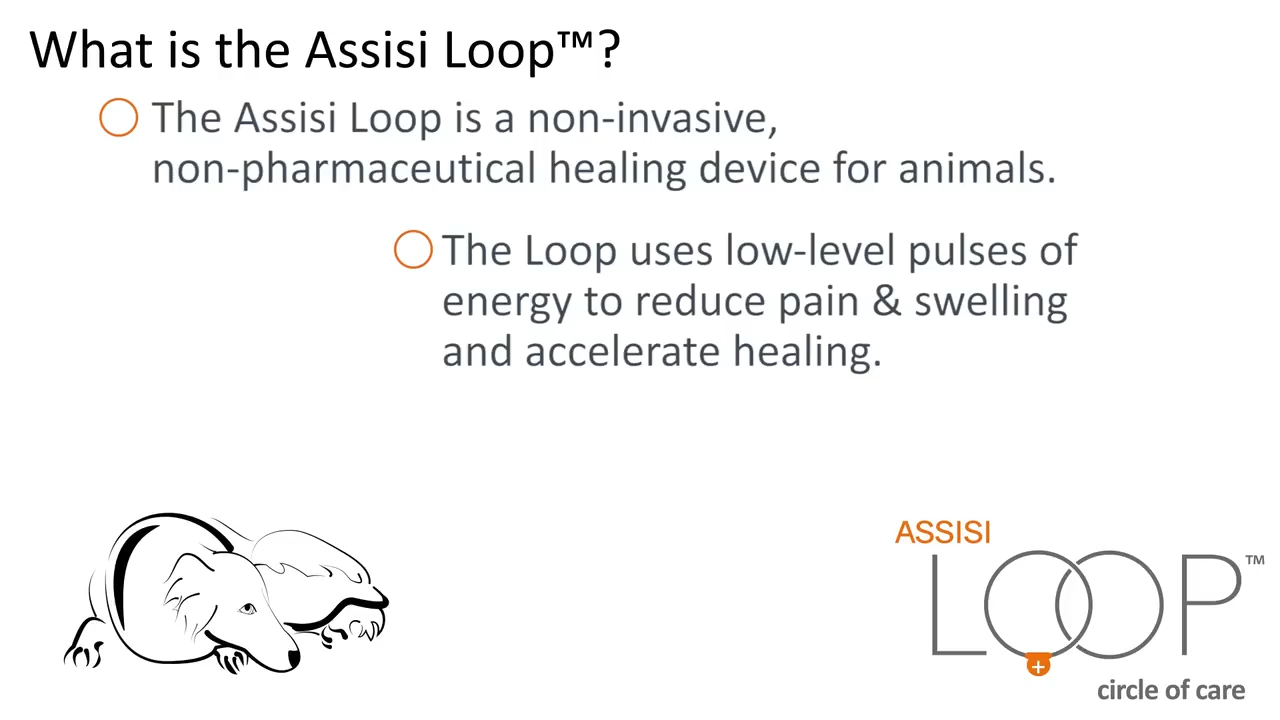 What is the Assisi Loop™?
The Assisi Loop is a non-invasive,
non-pharmaceutical healing device for animals.
The Loop uses low-level pulses of
energy to reduce pain & swelling
and accelerate healing.
ASSISI
LOOP™
+
circle of care